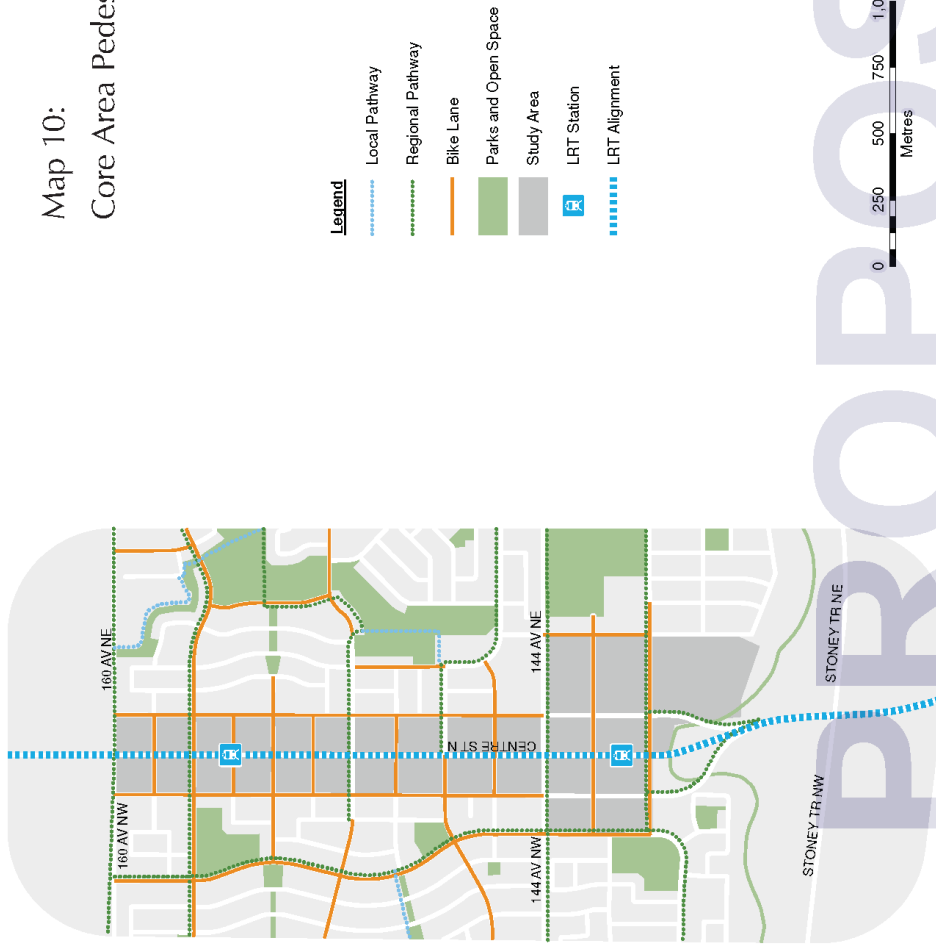 Map 10:
Core Area Pedes
Legend
Local Pathway
Regional Pathway
Bike Lane
Parks and Open Space
Study Area
LRT Station
LRT Alignment
160 AV NE
160 AV NW
CENTRE ST N
144 AV NE
144 AV NW
STONEY TR NE
STONEY TR NW
0 250 500 750 1,0
Metres
PROPOS